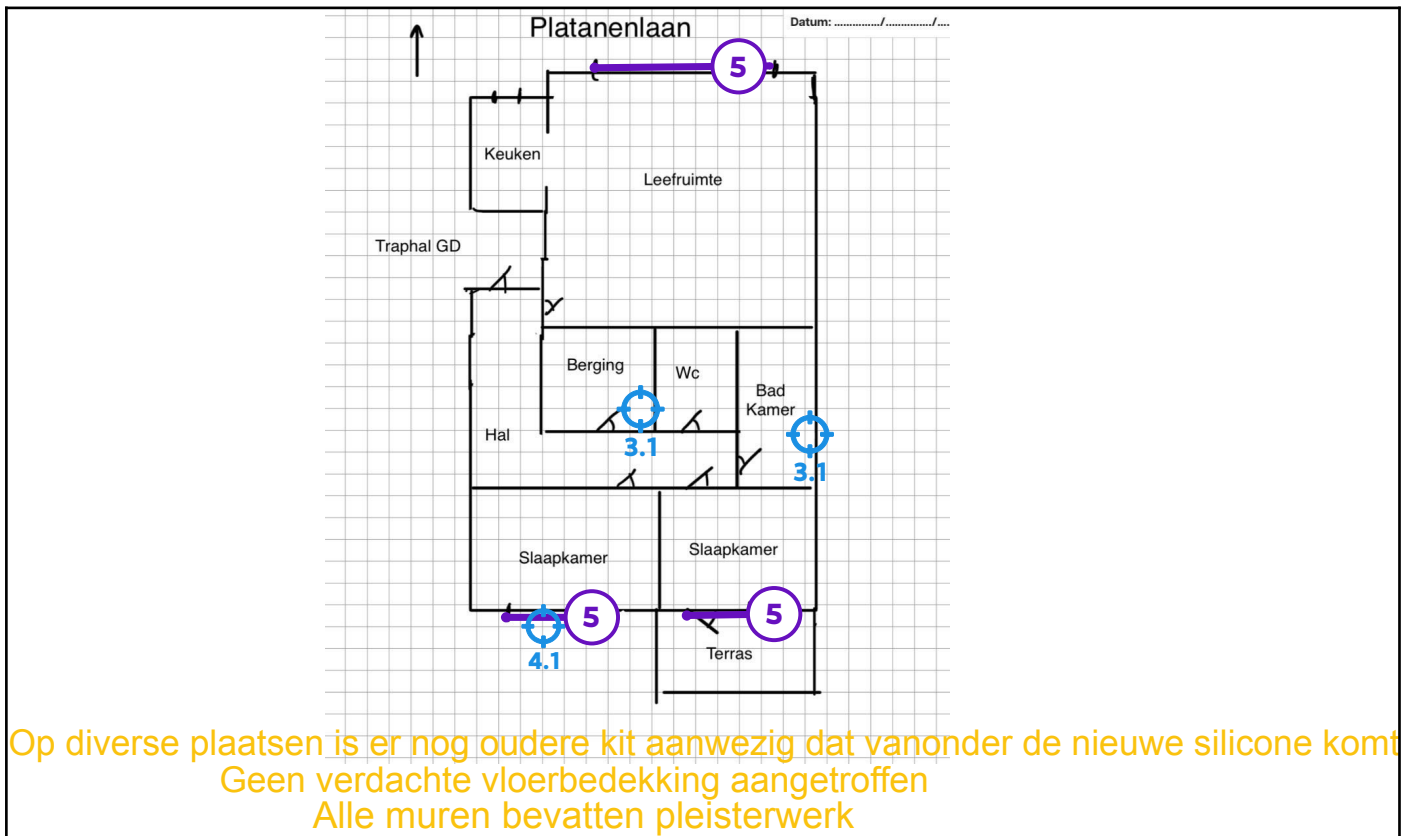 Platanenlaan
Datum: ............../.............../....
5
Keuken
Leefruimte
Traphal GD
Berging
Wc
Bad
Kamer
3.1
Hal
3.1
Slaapkamer
Slaapkamer
5
5
4.1
Terras
Op diverse plaatsen is er nog oudere kit aanwezig dat vanonder de nieuwe silicone komt
Geen verdachte vloerbedekking aangetroffen
Alle muren bevatten pleisterwerk